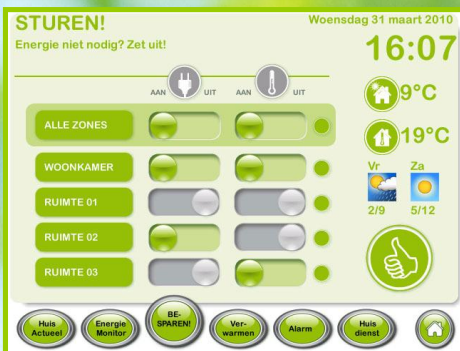 STUREN!
Energie niet nodig? Zet uit!
Woensdag 31 maart 2010
16:07
AAN UIT AAN UIT
9°C
ALLE ZONES
19°C
WOONKAMER
Vr Za
RUIMTE 01
2/9 5/12
RUIMTE 02
RUIMTE 03
Huis
Actueel
Energie
Monitor
BE-
SPAREN!
Ver-
warmen
Alarm
Huis
dienst